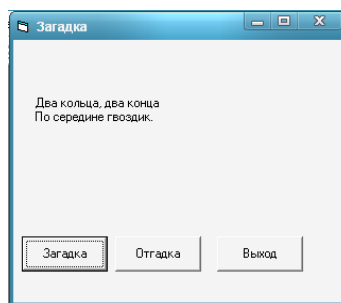 Загадка
Два кольца, два конца
По середине гвоздик.
Загадка Отгадка Выход